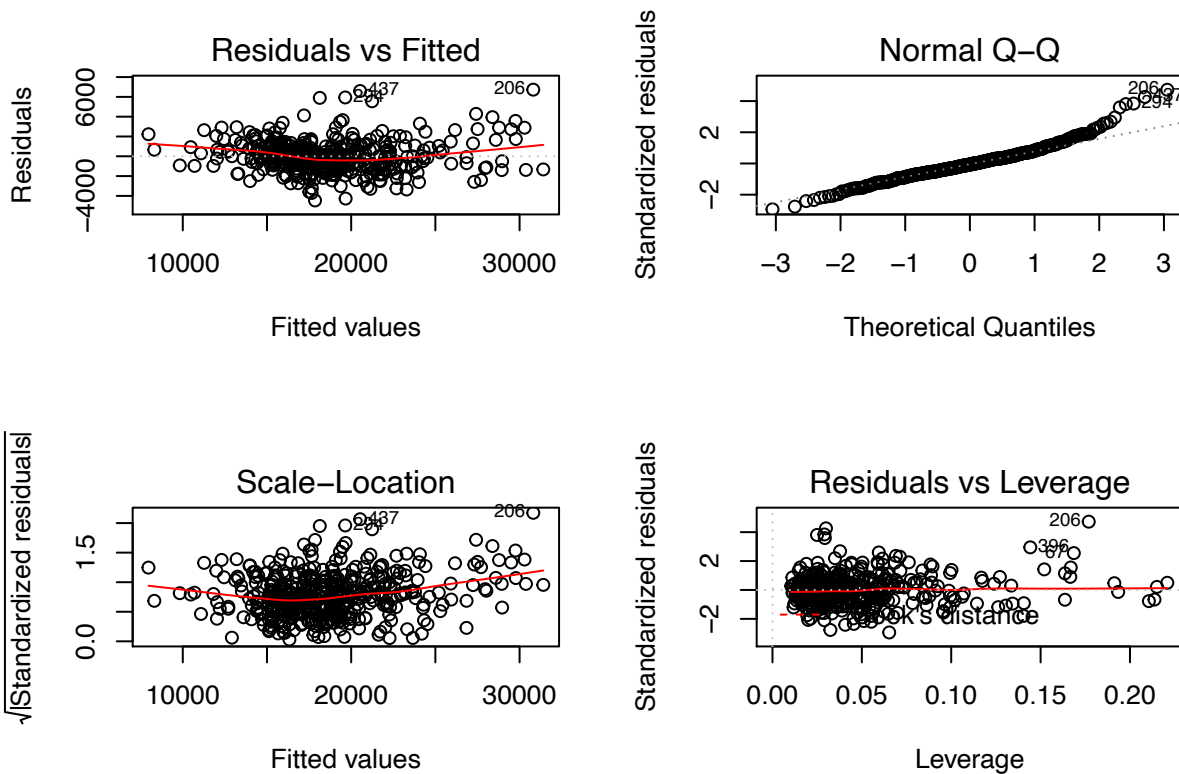 Residuals vs Fitted
Residuals
6000
−4000
437
294
206
10000 20000 30000
Fitted values
Normal Q−Q
Standardized residuals
2
−2
206
437
294
−3 −2 −1 0 1 2 3
Theoretical Quantiles
Scale−Location
√|Standardized residuals|
1.5
0.0
437
294
206
10000 20000 30000
Fitted values
Residuals vs Leverage
Standardized residuals
2
−2
206
396
67
Cook's distance
0.00 0.05 0.10 0.15 0.20
Leverage